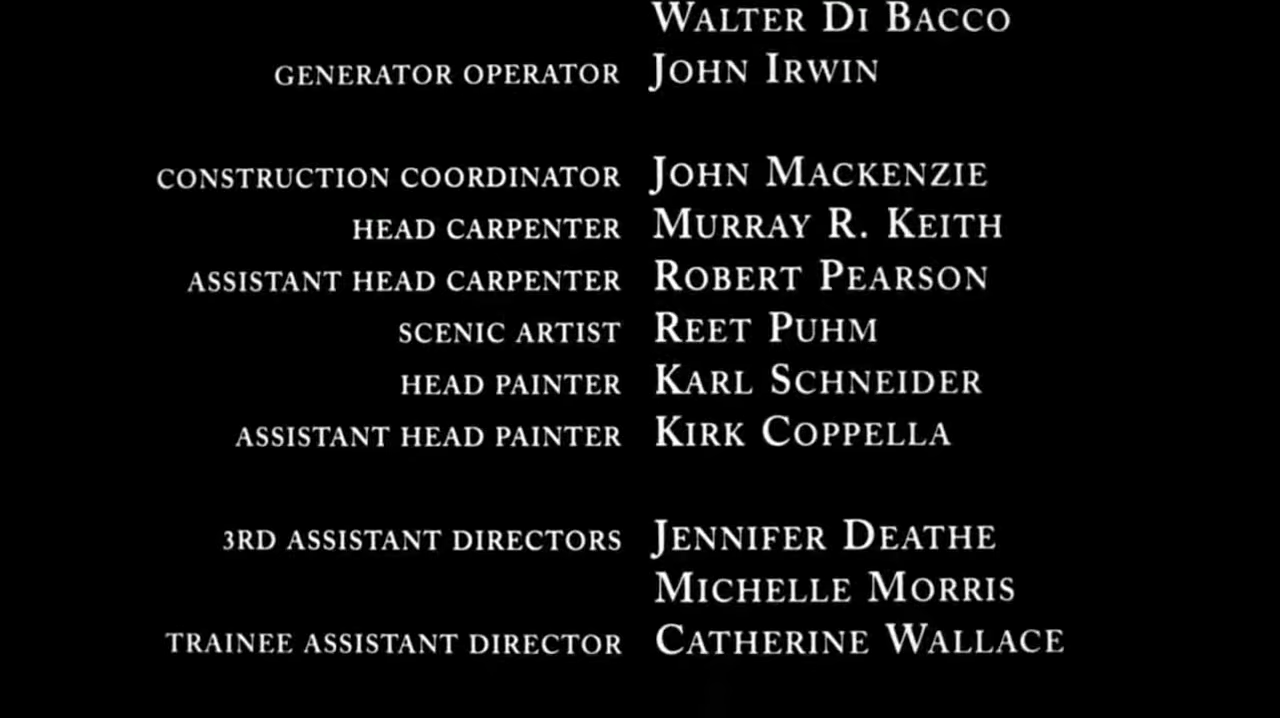 WALTER DI BACCO
GENERATOR OPERATOR JOHN IRWIN
CONSTRUCTION COORDINATOR JOHN MACKENZIE
HEAD CARPENTER MURRAY R. KEITH
ASSISTANT HEAD CARPENTER ROBERT PEARSON
SCENIC ARTIST REET PUHM
HEAD PAINTER KARL SCHNEIDER
ASSISTANT HEAD PAINTER KIRK COPPELLA
3RD ASSISTANT DIRECTORS JENNIFER DEATHE
MICHELLE MORRIS
TRAINEE ASSISTANT DIRECTOR CATHERINE WALLACE